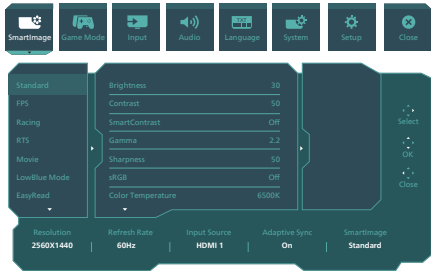 SmartImage
Game Mode
Input
Audio
TXT
Language
System
Setup
Close
Standard
FPS
Racing
RTS
Movie
LowBlue Mode
EasyRead
Brightness 30
Contrast 50
SmartContrast Off
Gamma 2.2
Sharpness 50
sRGB Off
Color Temperature 6500K
Select
OK
Close
Resolution Refresh Rate Input Source Adaptive Sync SmartImage
2560X1440 60Hz HDMI 1 On Standard